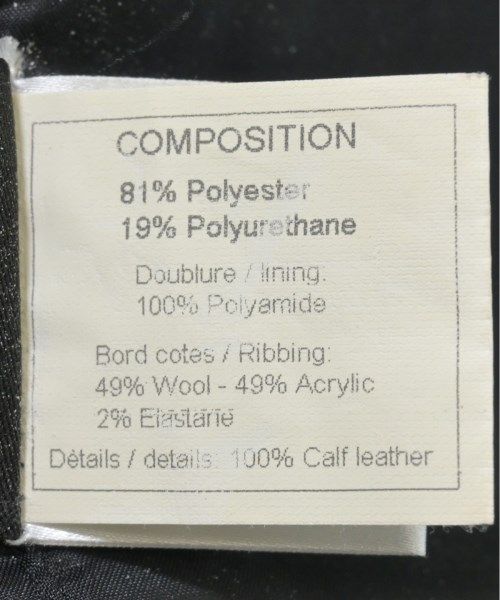 COMPOSITION
81% Polyester
19% Polyurethane
Doublure / lining:
100% Polyamide
Bord cotes / Ribbing:
49% Wool - 49% Acrylic
2% Elastane
Détails / details: 100% Calf leather